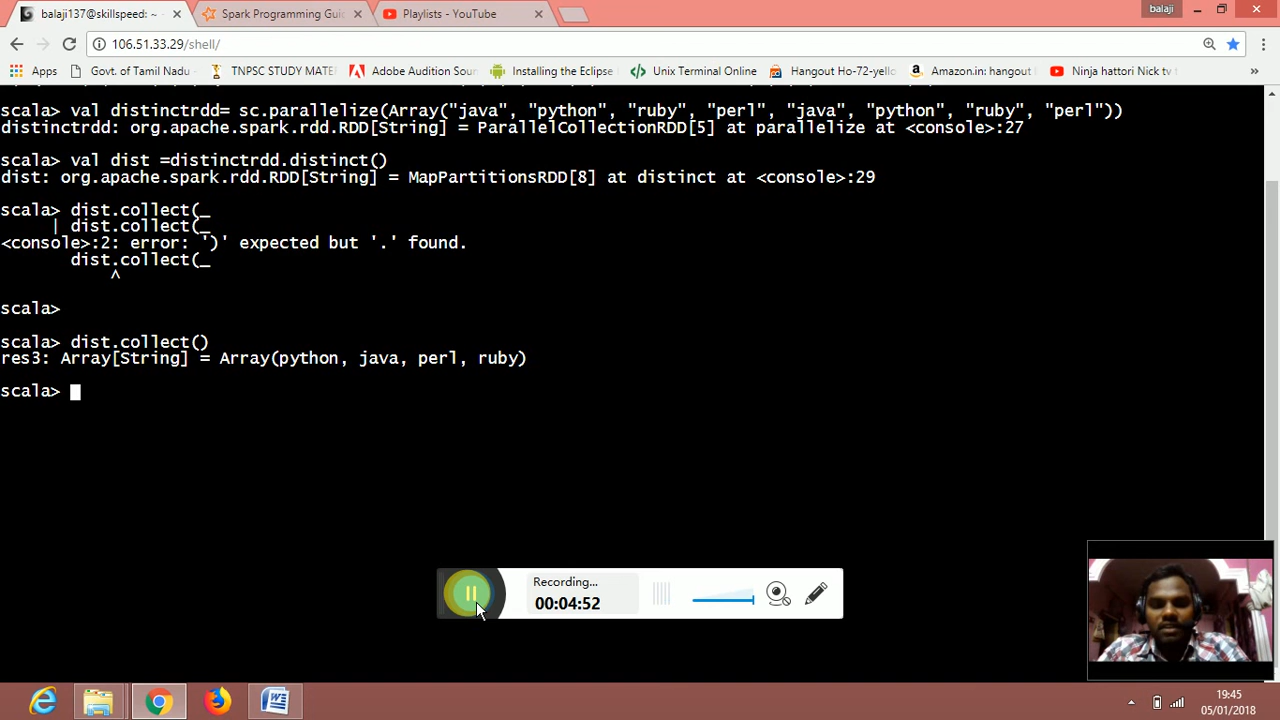 balaji137@skillspeed: ~
Spark Programming Guid
Playlists - YouTube
balaji
106.51.33.29/shell/
Apps
Govt. of Tamil Nadu
TNPSC STUDY MATE
Adobe Audition Soun
Installing the Eclipse
Unix Terminal Online
Hangout Ho-72-yello
Amazon.in: hangout
Ninja hattori Nick tv
scala> val distinctrdd= sc.parallelize(Array("java", "python", "ruby", "perl", "java", "python", "ruby", "perl"))
distinctrdd: org.apache.spark.rdd.RDD[String] = ParallelCollectionRDD[5] at parallelize at <console>:27
scala> val dist =distinctrdd.distinct()
dist: org.apache.spark.rdd.RDD[String] = MapPartitionsRDD[8] at distinct at <console>:29
scala> dist.collect(_
| dist.collect(_
<console>:2: error: ')' expected but '.' found.
dist.collect(_
^
scala>
scala> dist.collect()
res3: Array[String] = Array(python, java, perl, ruby)
scala>
Recording...
00:04:52
19:45
05/01/2018